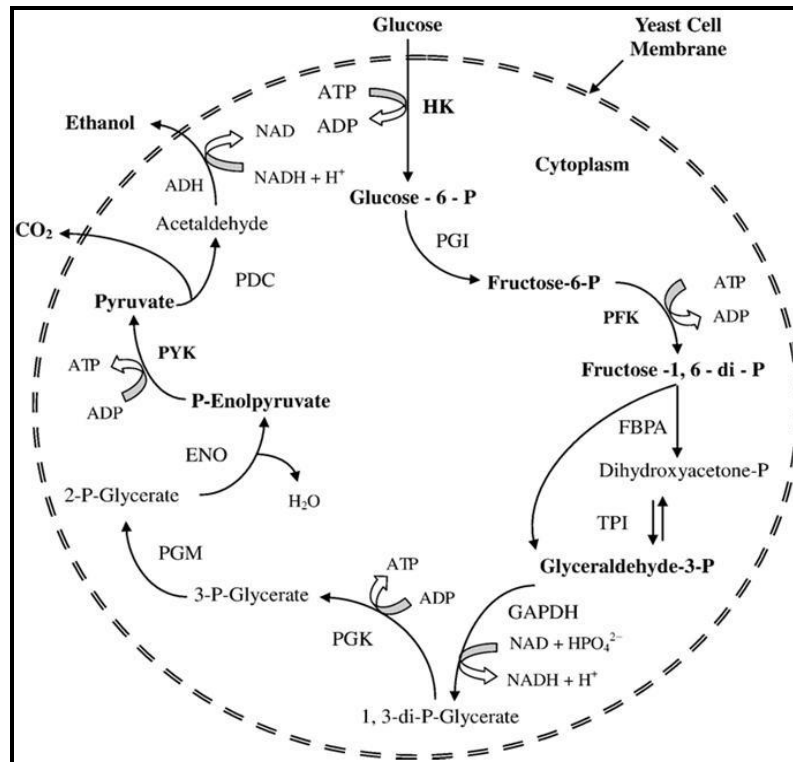 Glucose
Yeast Cell
Membrane
ATP
ADP
HK
Cytoplasm
Ethanol
NAD
NADH + H⁺
ADH
Acetaldehyde
Glucose - 6 - P
CO₂
PGI
PDC
Pyruvate
Fructose-6-P
ATP
ADP
PFK
PYK
ATP
ADP
Fructose -1, 6 - di - P
P-Enolpyruvate
FBPA
ENO
Dihydroxyacetone-P
2-P-Glycerate
H₂O
TPI
PGM
Glyceraldehyde-3-P
3-P-Glycerate
ATP
ADP
PGK
GAPDH
NAD + HPO₄²⁻
NADH + H⁺
1, 3-di-P-Glycerate